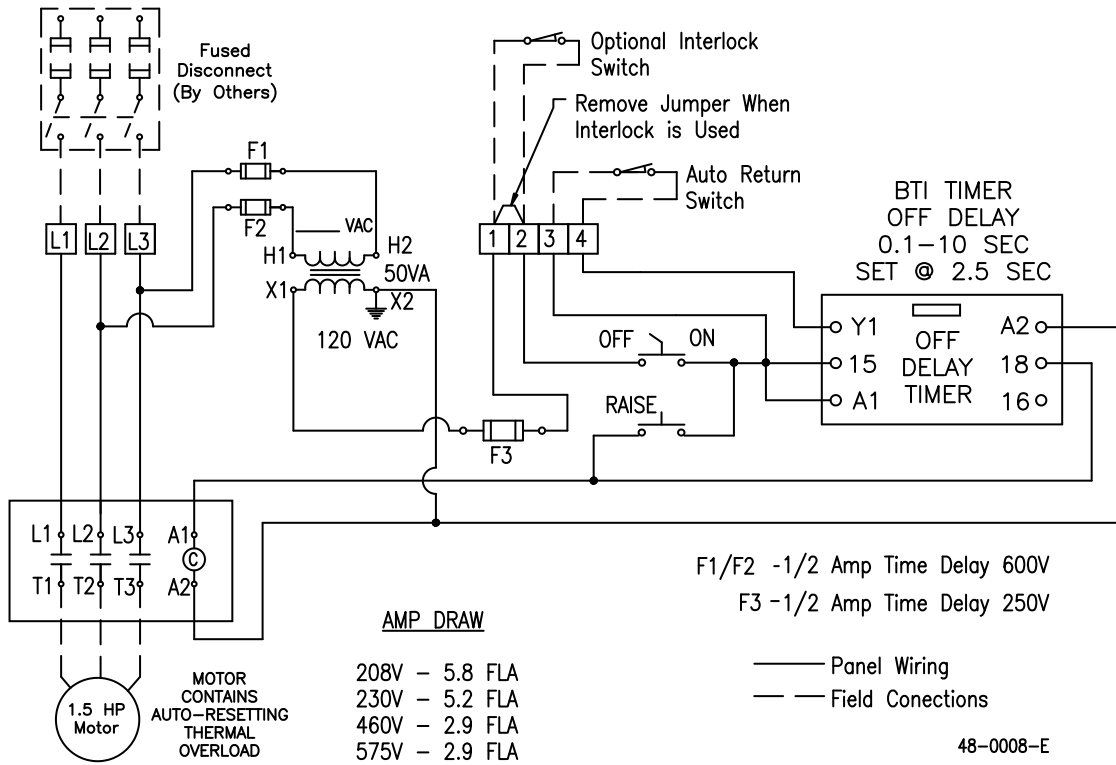 Fused
Disconnect
(By Others)
Optional Interlock
Switch
Remove Jumper When
Interlock is Used
Auto Return
Switch
F1
F2
L1 L2 L3
____ VAC
H1 H2
50VA
X1 X2
120 VAC
1 2 3 4
BTI TIMER
OFF DELAY
0.1-10 SEC
SET @ 2.5 SEC
OFF ON
Y1 A2
15 18
A1 16
OFF
DELAY
TIMER
RAISE
F3
L1 L2 L3 A1
C
T1 T2 T3 A2
1.5 HP
Motor
MOTOR
CONTAINS
AUTO-RESETTING
THERMAL
OVERLOAD
AMP DRAW
208V - 5.8 FLA
230V - 5.2 FLA
460V - 2.9 FLA
575V - 2.9 FLA
F1/F2 -1/2 Amp Time Delay 600V
F3 -1/2 Amp Time Delay 250V
Panel Wiring
Field Conections
48-0008-E